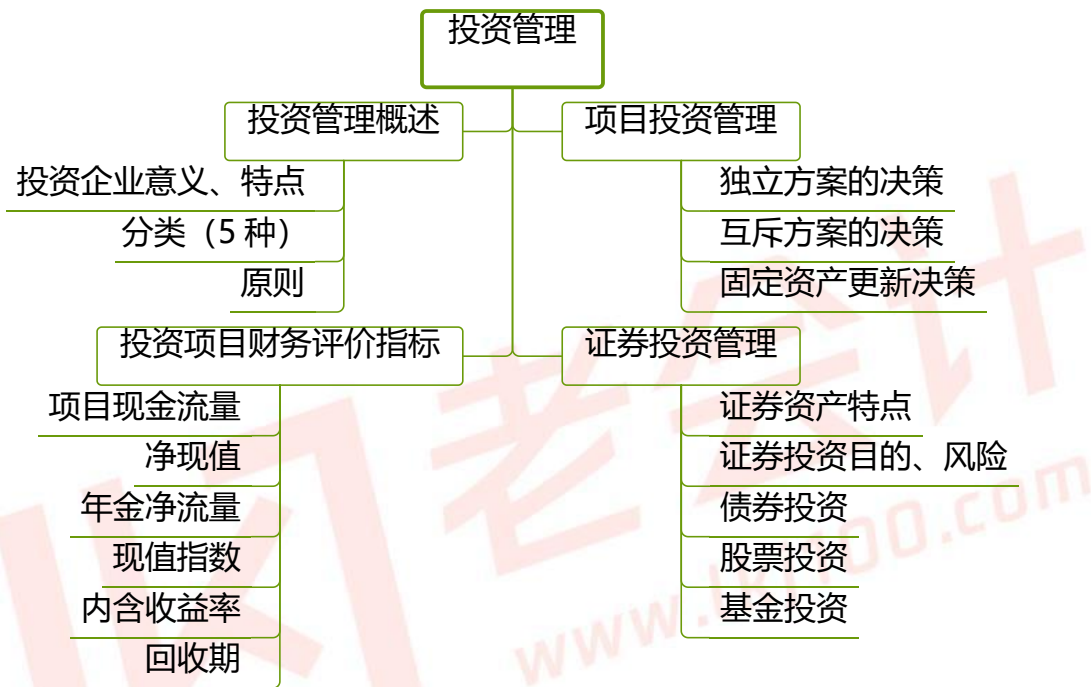 投资管理
投资管理概述
投资企业意义、特点
分类（5 种）
原则
项目投资管理
独立方案的决策
互斥方案的决策
固定资产更新决策
投资项目财务评价指标
项目现金流量
净现值
年金净流量
现值指数
内含收益率
回收期
证券投资管理
证券资产特点
证券投资目的、风险
债券投资
股票投资
基金投资
老会计